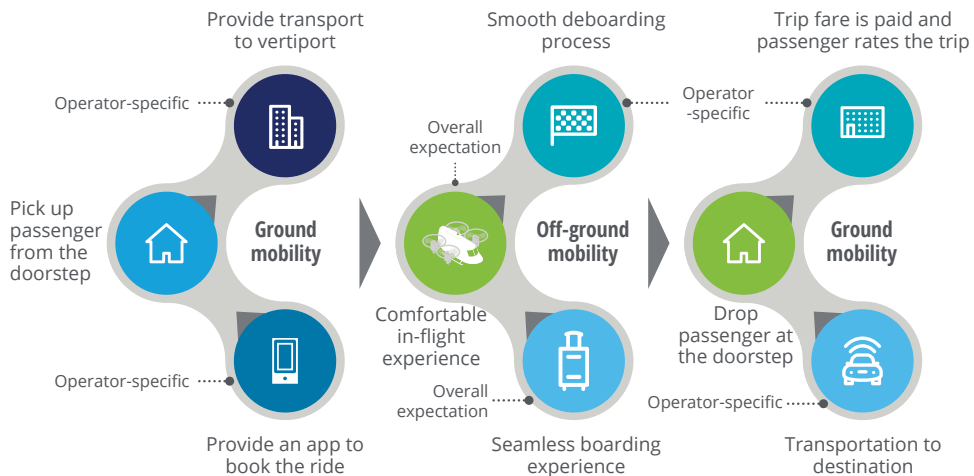 Provide transport
to vertiport
Operator-specific
Pick up
passenger
from the
doorstep
Ground
mobility
Operator-specific
Provide an app to
book the ride
Smooth deboarding
process
Overall
expectation
Operator
-specific
Off-ground
mobility
Comfortable
in-flight
experience
Overall
expectation
Seamless boarding
experience
Trip fare is paid and
passenger rates the trip
Ground
mobility
Drop
passenger at
the doorstep
Operator-specific
Transportation to
destination